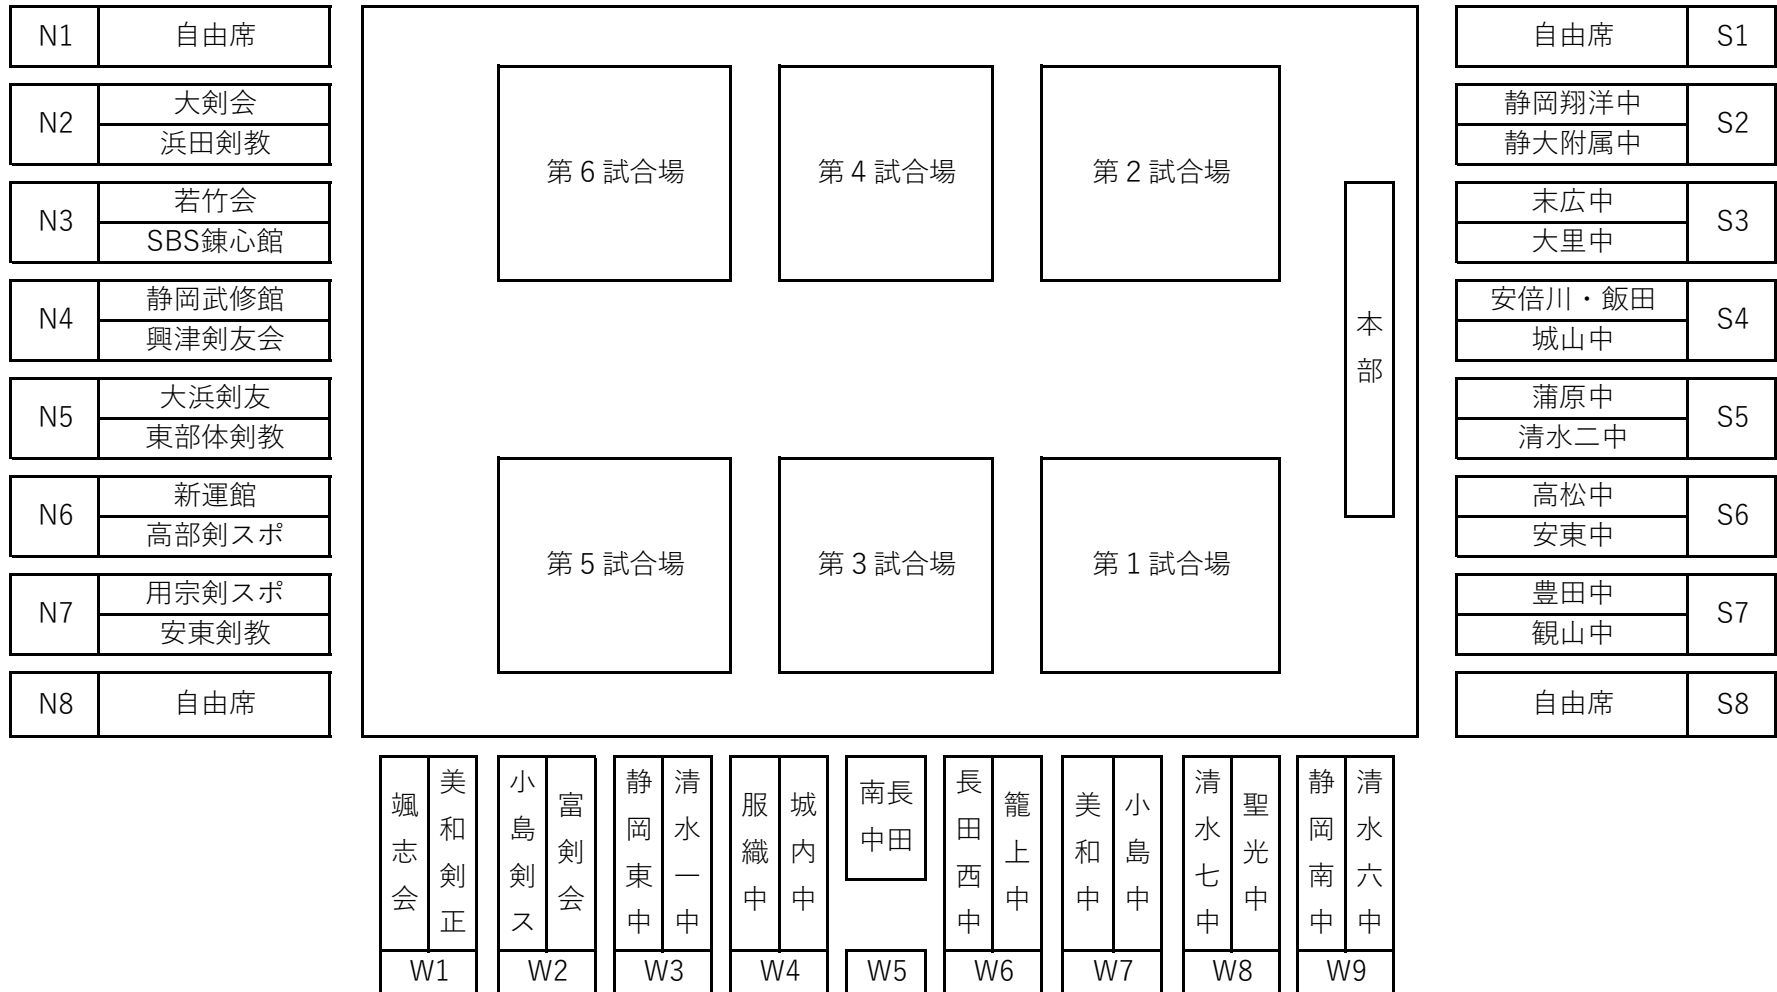 N1 自由席
N2 大剣会
浜田剣教
N3 若竹会
SBS錬心館
N4 静岡武修館
興津剣友会
N5 大浜剣友
東部体剣教
N6 新運館
高部剣スポ
N7 用宗剣スポ
安東剣教
N8 自由席
第6試合場
第4試合場
第2試合場
本部
第5試合場
第3試合場
第1試合場
自由席 S1
静岡翔洋中 S2
静大附属中
末広中 S3
大里中
安倍川・飯田 S4
城山中
蒲原中 S5
清水二中
高松中 S6
安東中
豊田中 S7
観山中
自由席 S8
颯志会
美和剣正
W1
小島剣ス
富剣会
W2
静岡東中
清水一中
W3
服織中
城内中
W4
長田
南中
W5
長田西中
籠上中
W6
美和中
小島中
W7
清水七中
聖光中
W8
静岡南中
清水六中
W9